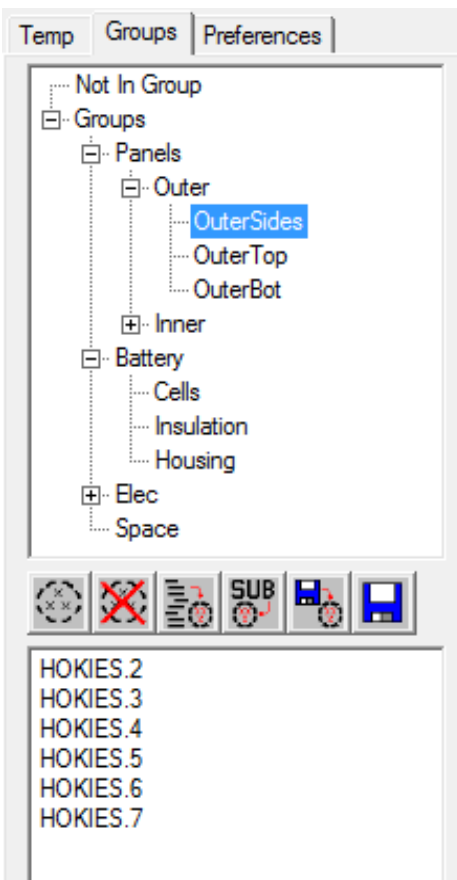 Temp Groups Preferences
Not In Group
Groups
Panels
Outer
OuterSides
OuterTop
OuterBot
Inner
Battery
Cells
Insulation
Housing
Elec
Space
SUB
HOKIES.2
HOKIES.3
HOKIES.4
HOKIES.5
HOKIES.6
HOKIES.7